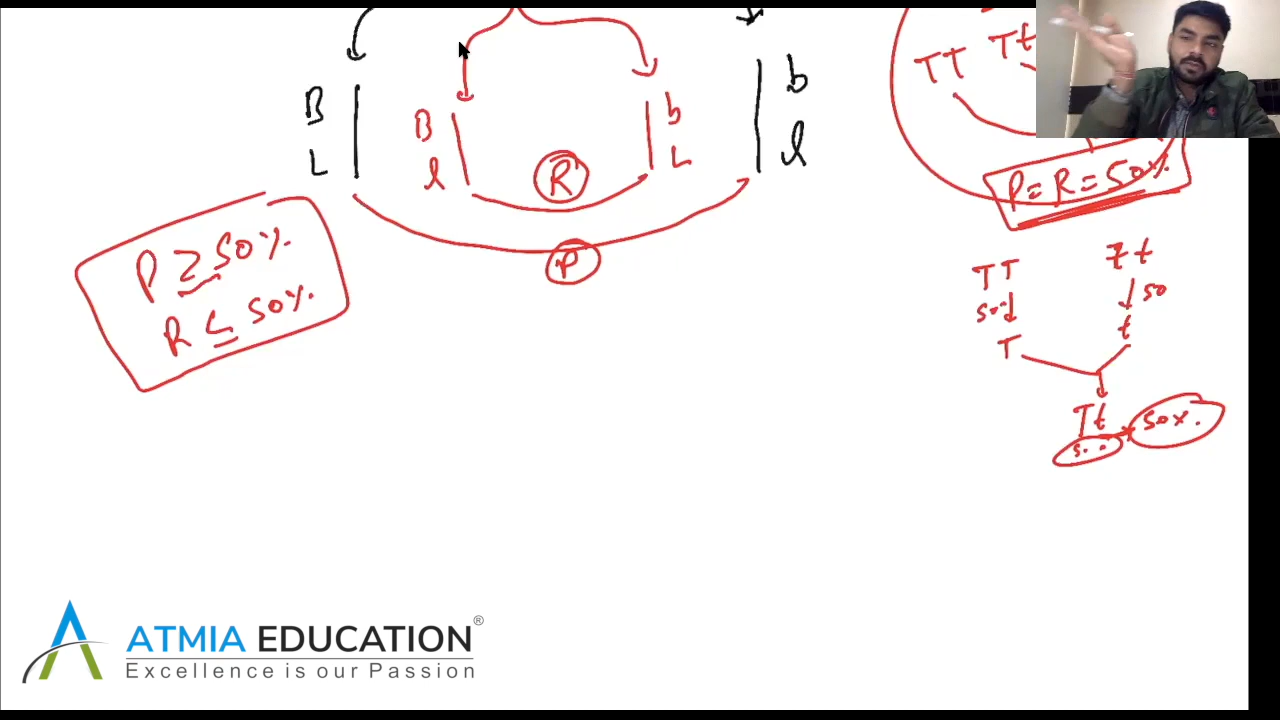 B
L
B
l
b
L
b
l
R
P
P ≥ 50%
R ≤ 50%
TT Tt
P = R = 50%
TT tt
50
T t
Tt
50%.
ATMIA EDUCATION®
Excellence is our Passion